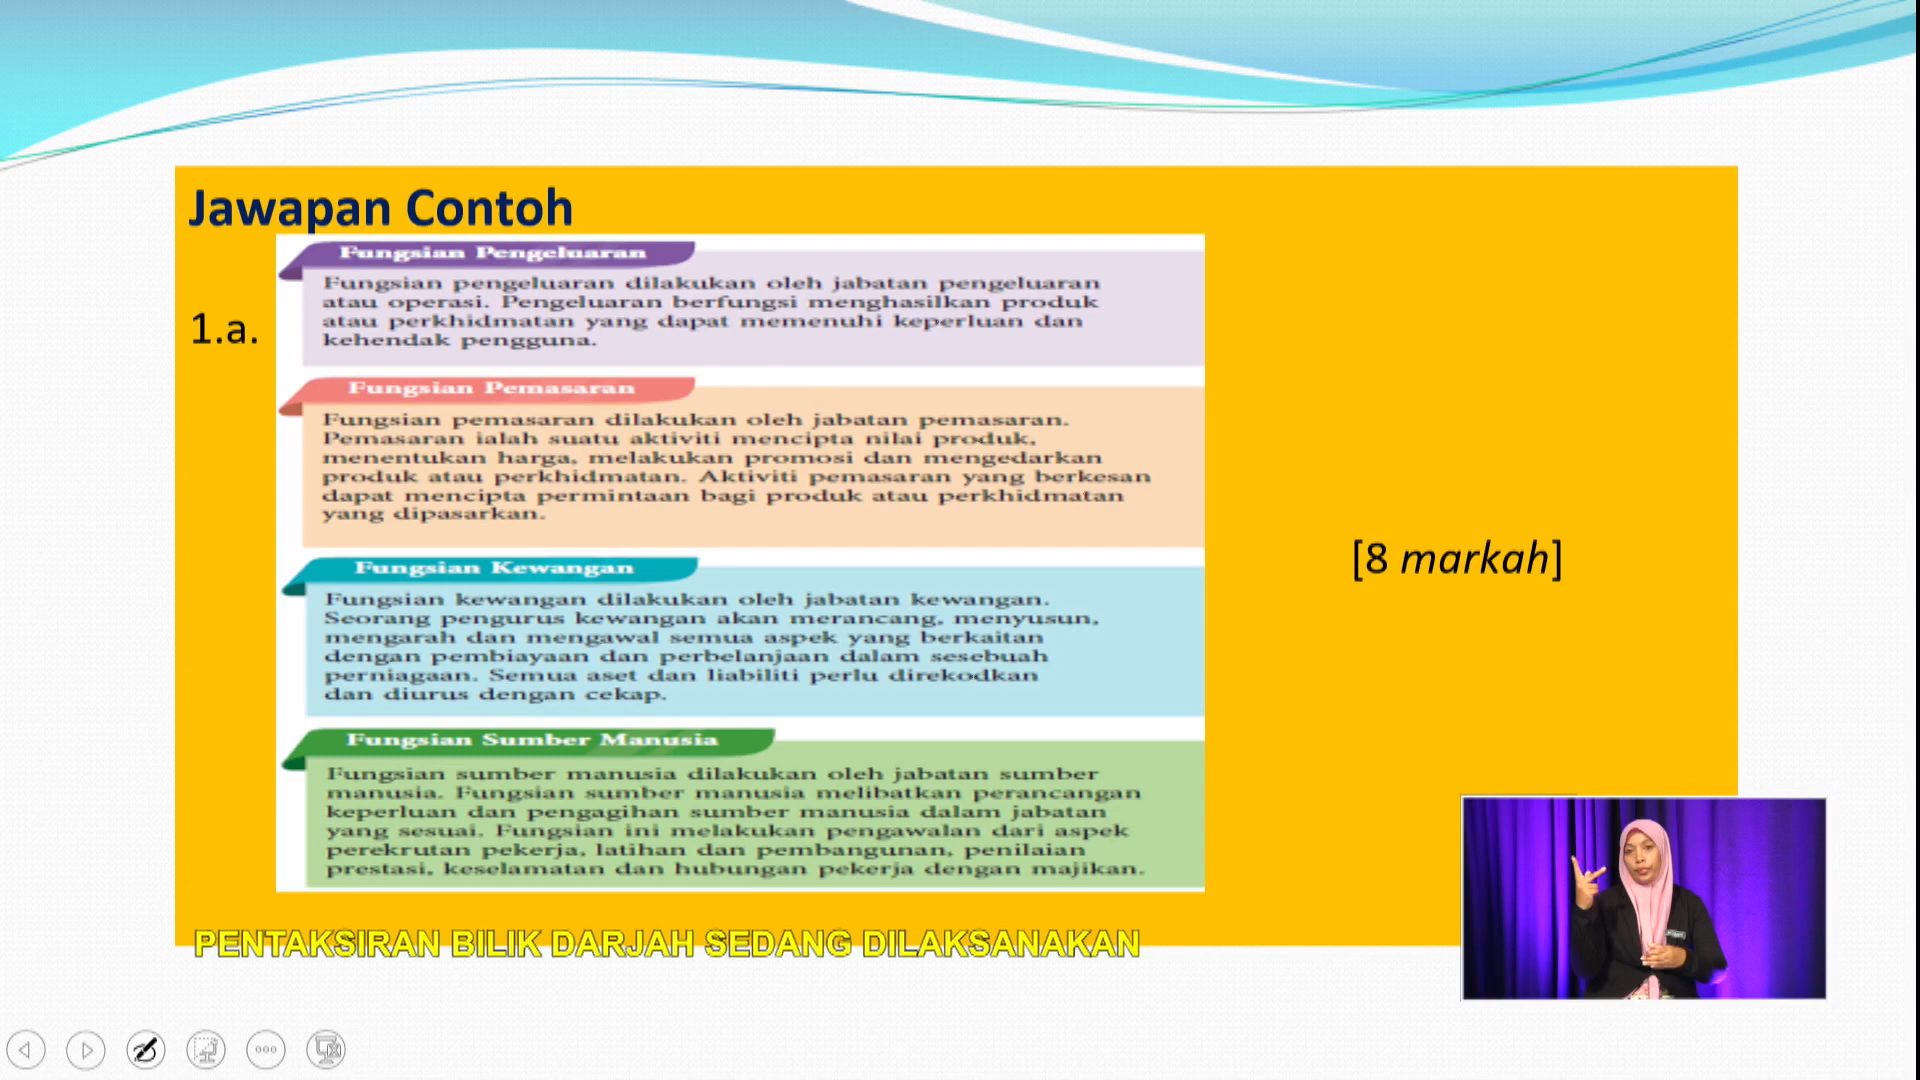 Jawapan Contoh
1.a.
Fungsian Pengeluaran
Fungsian pengeluaran dilakukan oleh jabatan pengeluaran
atau operasi. Pengeluaran berfungsi menghasilkan produk
atau perkhidmatan yang dapat memenuhi keperluan dan
kehendak pengguna.
Fungsian Pemasaran
Fungsian pemasaran dilakukan oleh jabatan pemasaran.
Pemasaran ialah suatu aktiviti mencipta nilai produk,
menentukan harga, melakukan promosi dan mengedarkan
produk atau perkhidmatan. Aktiviti pemasaran yang berkesan
dapat mencipta permintaan bagi produk atau perkhidmatan
yang dipasarkan.
Fungsian Kewangan
Fungsian kewangan dilakukan oleh jabatan kewangan.
Seorang pengurus kewangan akan merancang, menyusun,
mengarah dan mengawal semua aspek yang berkaitan
dengan pembiayaan dan perbelanjaan dalam sesebuah
perniagaan. Semua aset dan liabiliti perlu direkodkan
dan diurus dengan cekap.
Fungsian Sumber Manusia
Fungsian sumber manusia dilakukan oleh jabatan sumber
manusia. Fungsian sumber manusia melibatkan perancangan
keperluan dan pengagihan sumber manusia dalam jabatan
yang sesuai. Fungsian ini melakukan pengawalan dari aspek
perekrutan pekerja, latihan dan pembangunan, penilaian
prestasi, keselamatan dan hubungan pekerja dengan majikan.
[8 markah]
PENTAKSIRAN BILIK DARJAH SEDANG DILAKSANAKAN